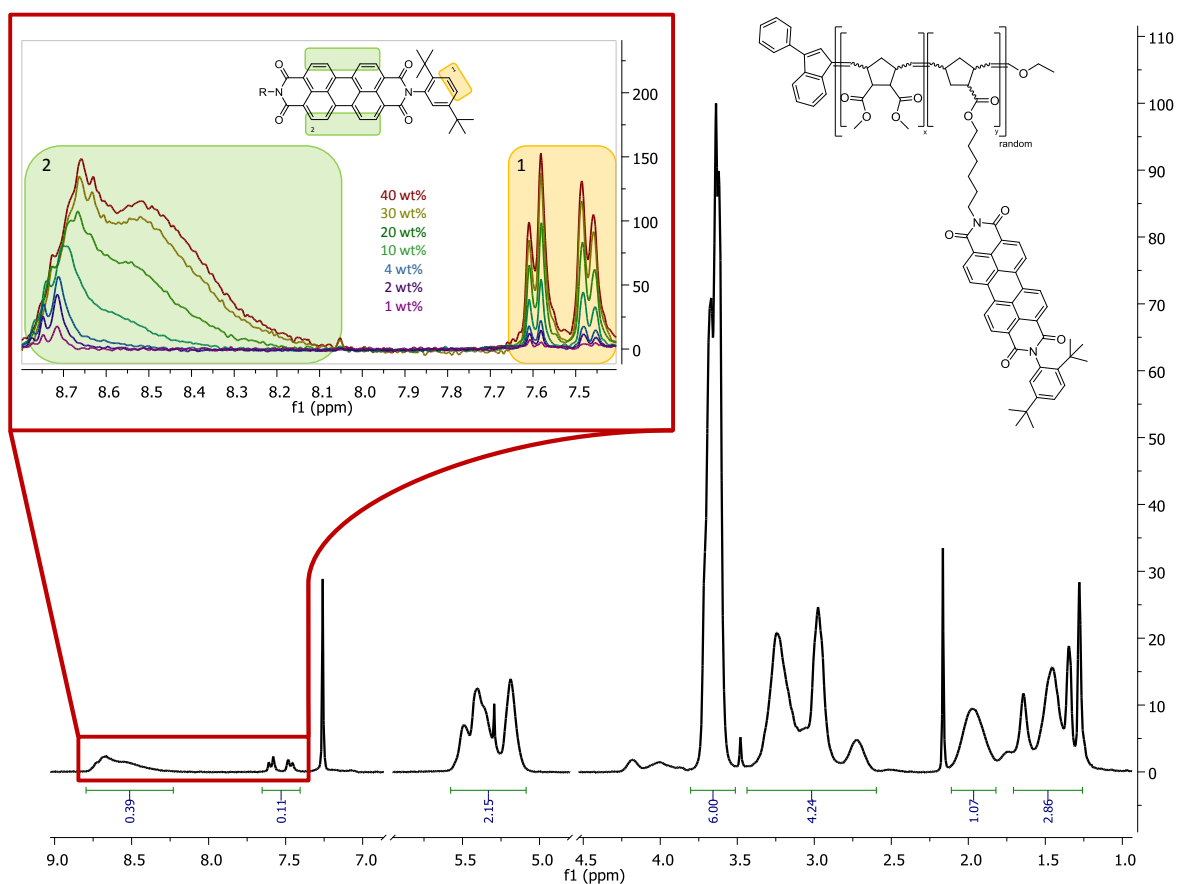 2
1
O
O
R
N
N
O
O
1
2
40 wt%
30 wt%
20 wt%
10 wt%
4 wt%
2 wt%
1 wt%
200
150
100
50
0
8.7 8.6 8.5 8.4 8.3 8.2 8.1 8.0 7.9 7.8 7.7 7.6 7.5
f1 (ppm)
O
O
O
O
O
O
O
x
y
random
N
O
O
O
N
O
110
100
90
80
70
60
50
40
30
20
10
0
0.39
0.11
2.15
6.00
4.24
1.07
2.86
9.0 8.5 8.0 7.5 7.0 5.5 5.0 4.5 4.0 3.5 3.0 2.5 2.0 1.5 1.0
f1 (ppm)